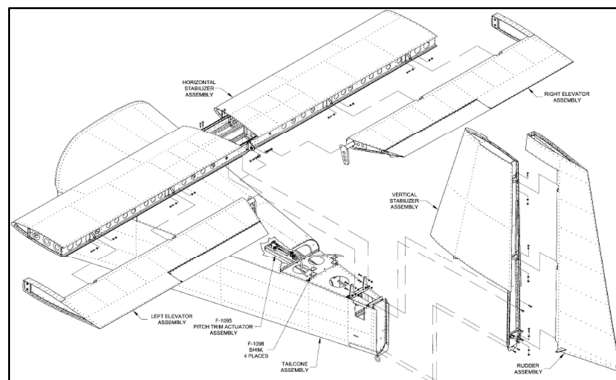 HORIZONTAL
STABILIZER
ASSEMBLY
RIGHT ELEVATOR
ASSEMBLY
VERTICAL
STABILIZER
ASSEMBLY
LEFT ELEVATOR
ASSEMBLY
F-1095
PITCH TRIM ACTUATOR
ASSEMBLY
F-1098
SHIM,
4 PLACES
TAILCONE
ASSEMBLY
RUDDER
ASSEMBLY